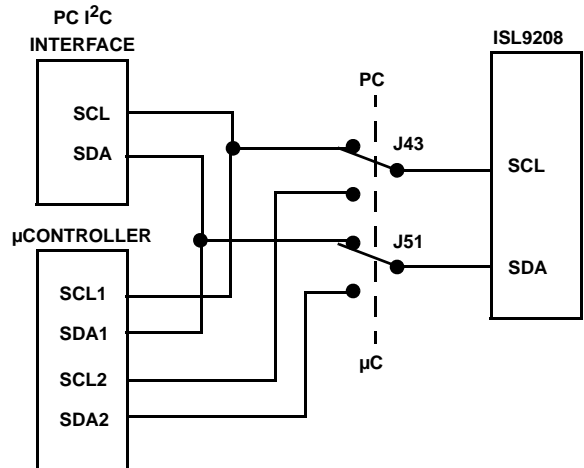 PC I²C
INTERFACE
SCL
SDA
µCONTROLLER
SCL1
SDA1
SCL2
SDA2
PC
J43
J51
µC
ISL9208
SCL
SDA